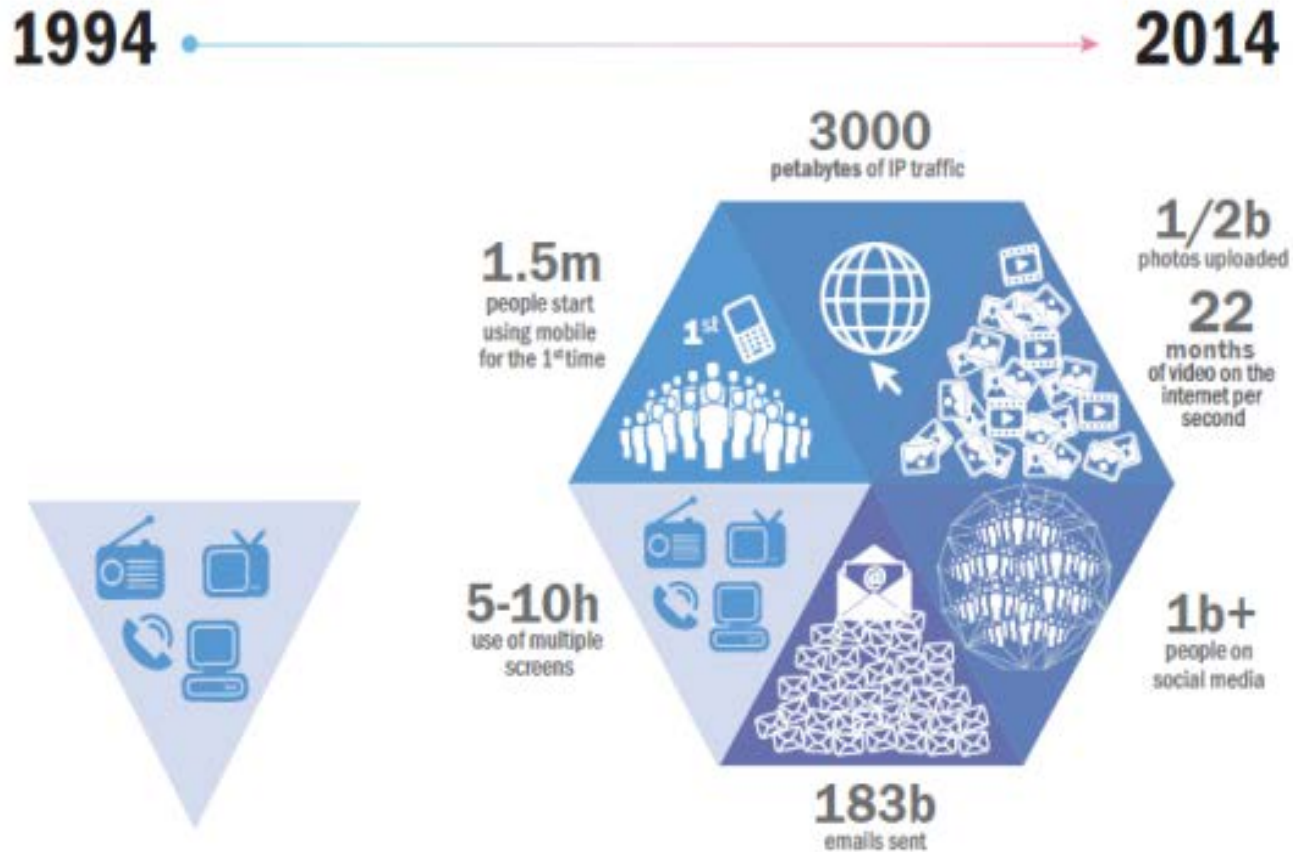 1994
2014
3000
petabytes of IP traffic
1.5m
people start
using mobile
for the 1st time
1st
1/2b
photos uploaded
22
months
of video on the
internet per
second
5-10h
use of multiple
screens
@
1b+
people on
social media
183b
emails sent